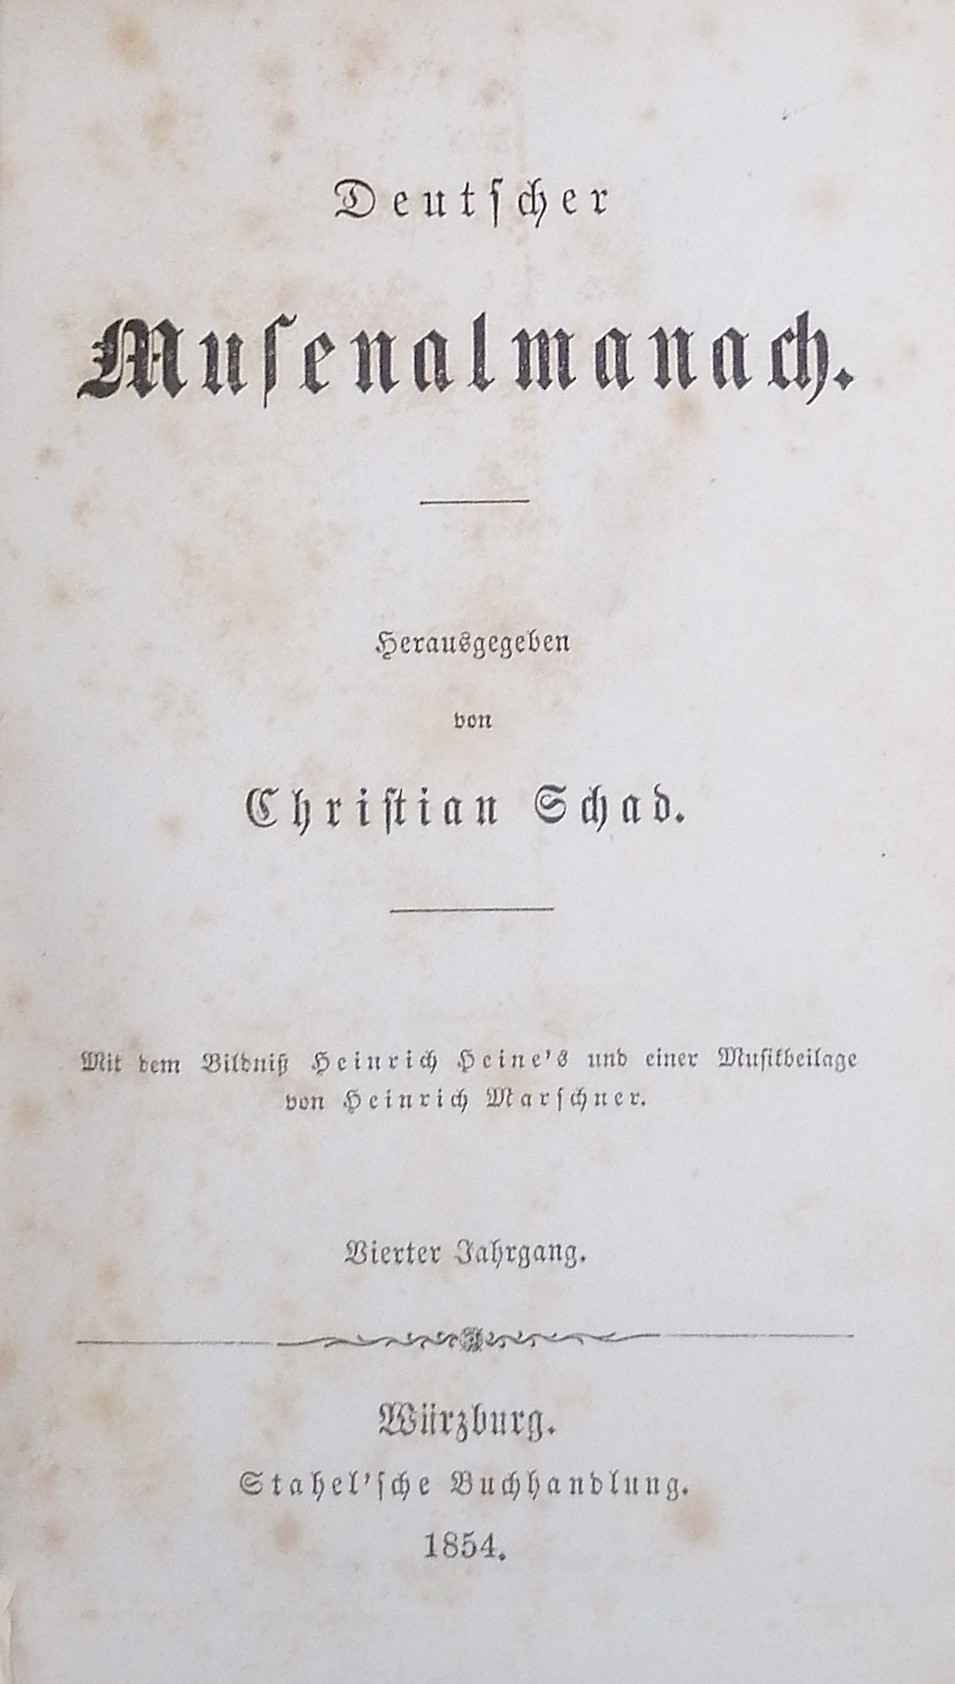 Deutſcher
Muſenalmanach.
Herausgegeben
von
Chriſtian Schad.
Mit dem Bildniß Heinrich Heine's und einer Muſikbeilage
von Heinrich Marſchner.
Vierter Jahrgang.
Würzburg.
Stahel'ſche Buchhandlung.
1854.